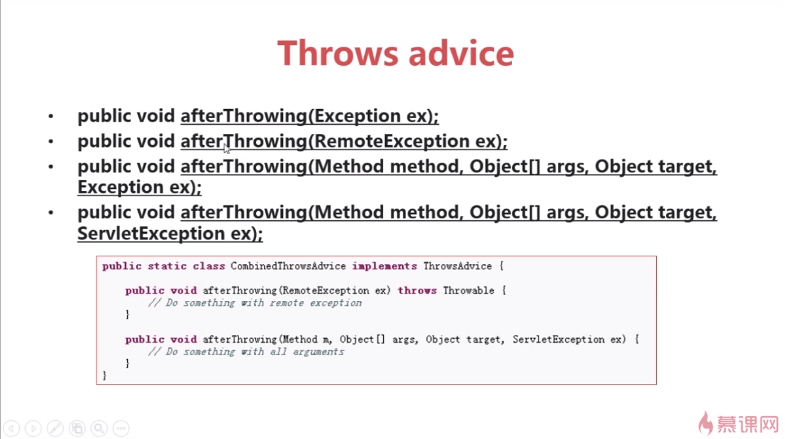 Throws advice
• public void afterThrowing(Exception ex);
• public void afterThrowing(RemoteException ex);
• public void afterThrowing(Method method, Object[] args, Object target,
Exception ex);
• public void afterThrowing(Method method, Object[] args, Object target,
ServletException ex);
public static class CombinedThrowsAdvice implements ThrowsAdvice {
public void afterThrowing(RemoteException ex) throws Throwable {
// Do something with remote exception
}
public void afterThrowing(Method m, Object[] args, Object target, ServletException ex) {
// Do something with all arguments
}
}
慕课网